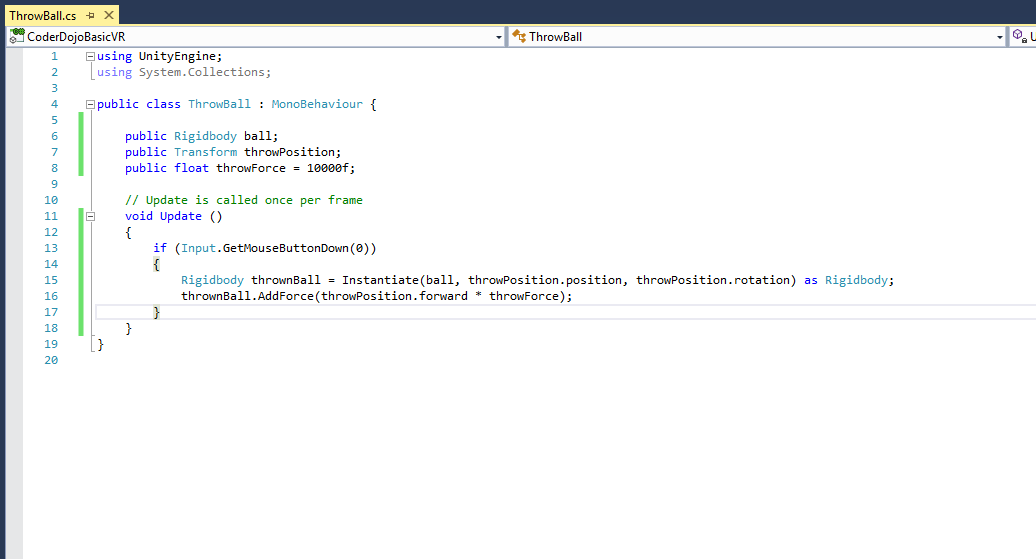 ThrowBall.cs
CoderDojoBasicVR
ThrowBall
1 using UnityEngine;
2 using System.Collections;
3
4 public class ThrowBall : MonoBehaviour {
5
6 public Rigidbody ball;
7 public Transform throwPosition;
8 public float throwForce = 10000f;
9
10 // Update is called once per frame
11 void Update ()
12 {
13 if (Input.GetMouseButtonDown(0))
14 {
15 Rigidbody thrownBall = Instantiate(ball, throwPosition.position, throwPosition.rotation) as Rigidbody;
16 thrownBall.AddForce(throwPosition.forward * throwForce);
17 }
18 }
19 }
20